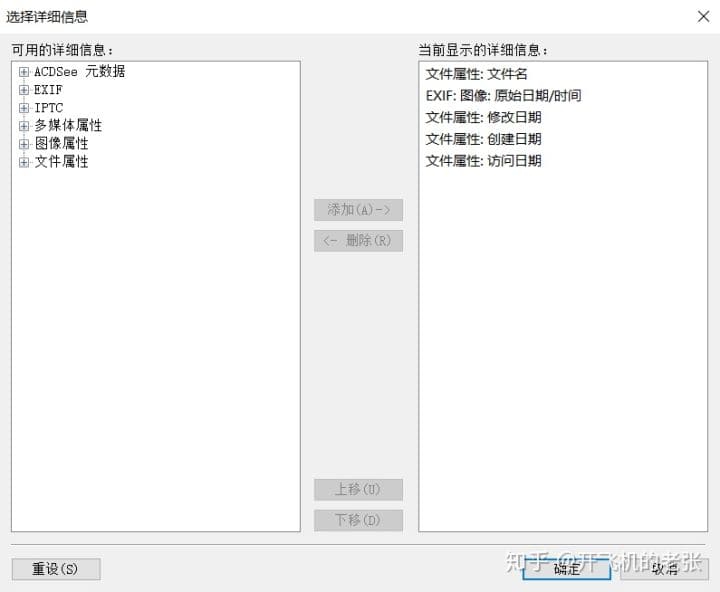 选择详细信息
可用的详细信息:
当前显示的详细信息:
ACDSee 元数据
EXIF
IPTC
多媒体属性
图像属性
文件属性
添加(A)->
<- 删除(R)
上移(U)
下移(D)
文件属性: 文件名
EXIF: 图像: 原始日期/时间
文件属性: 修改日期
文件属性: 创建日期
文件属性: 访问日期
重设(S)
确定
取消
知乎 @开飞机的老张